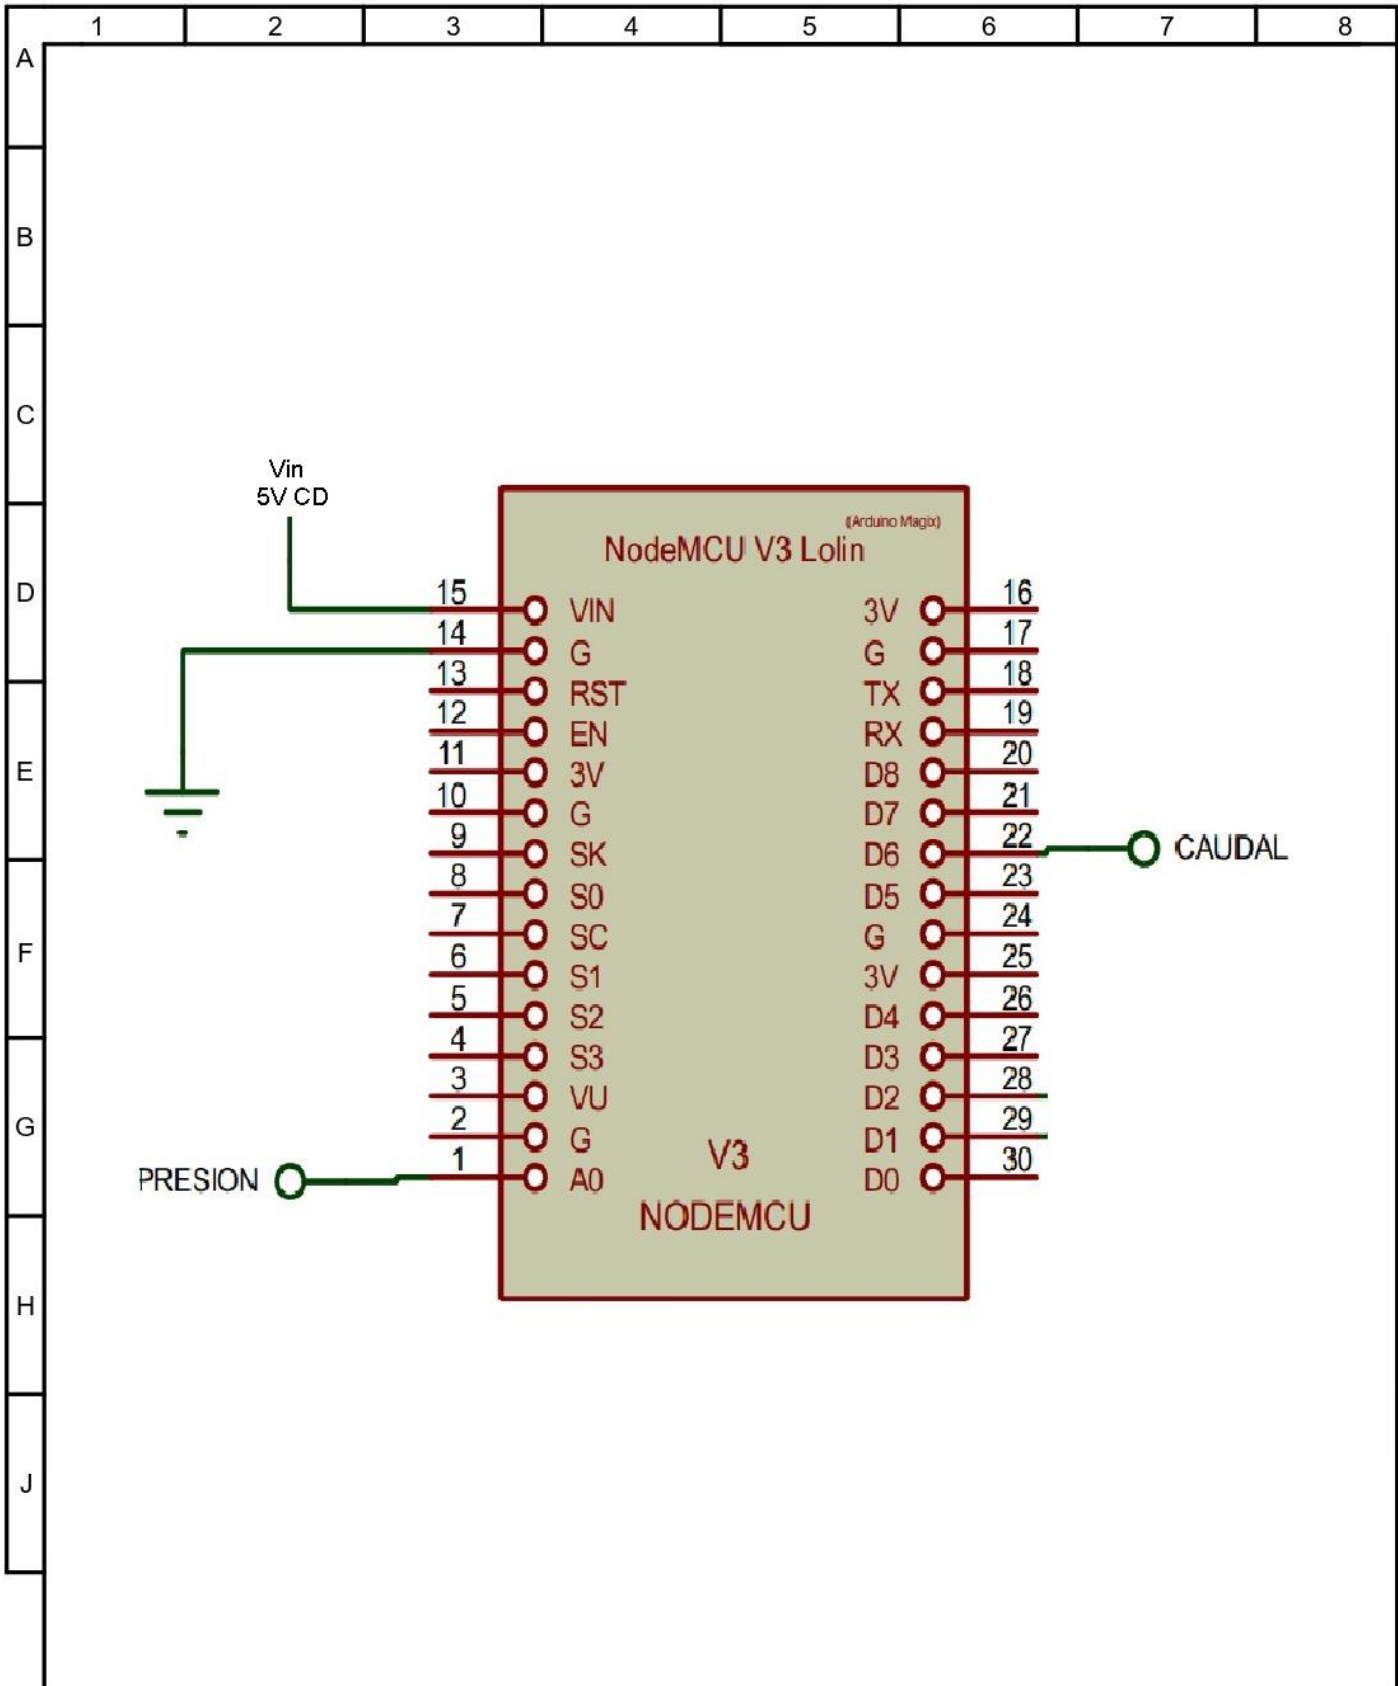 1 2 3 4 5 6 7 8
A
B
C
D
E
F
G
H
J
Vin
5V CD
(Arduino Magix)
NodeMCU V3 Lolin
15 VIN 3V 16
14 G G 17
13 RST TX 18
12 EN RX 19
11 3V D8 20
10 G D7 21
9 SK D6 22 CAUDAL
8 S0 D5 23
7 SC G 24
6 S1 3V 25
5 S2 D4 26
4 S3 D3 27
3 VU D2 28
2 G D1 29
PRESION 1 A0 D0 30
V3
NODEMCU